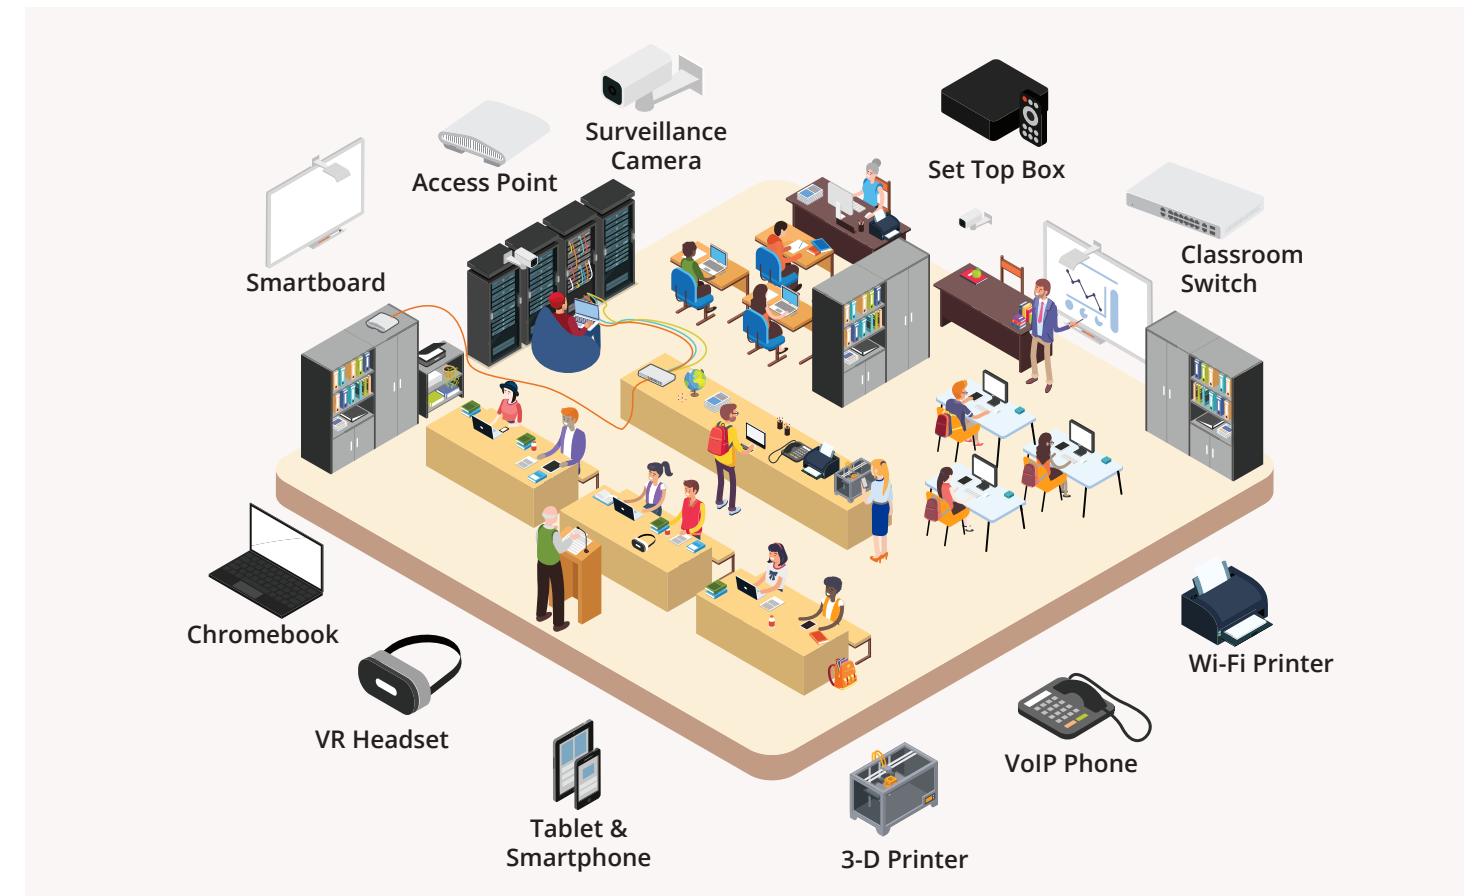 Surveillance
Camera
Set Top Box
Access Point
Classroom
Switch
Smartboard
Chromebook
Wi-Fi Printer
VR Headset
VoIP Phone
Tablet &
Smartphone
3-D Printer